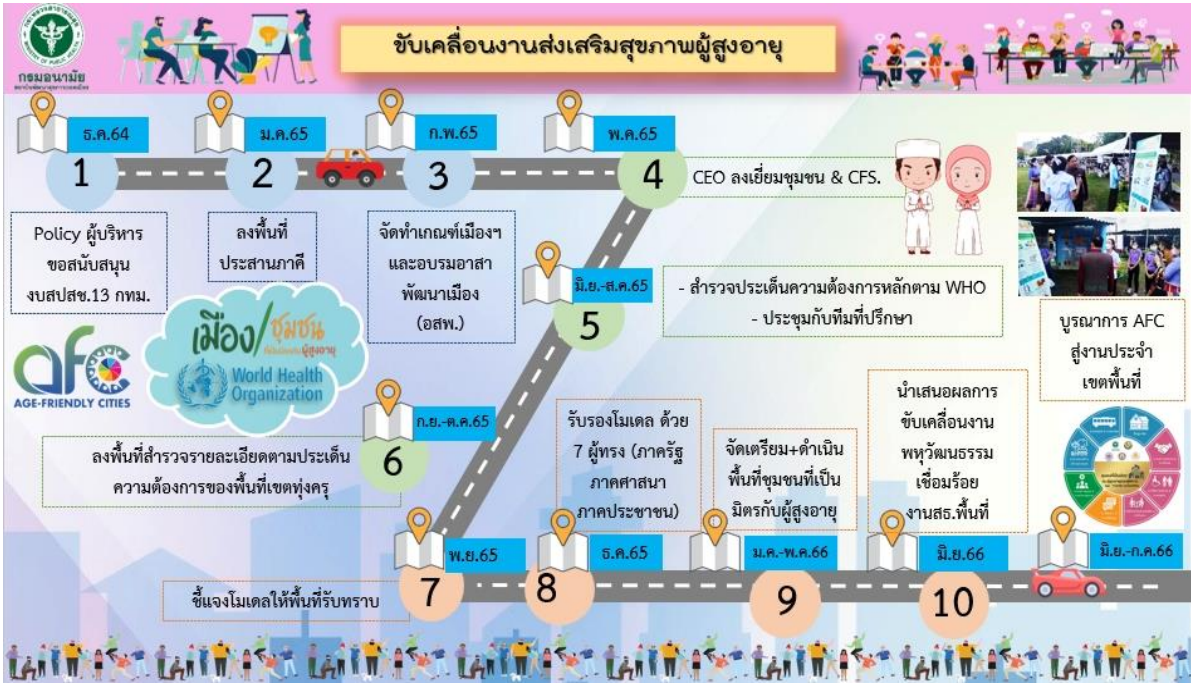 กรมอนามัย
ขับเคลื่อนงานส่งเสริมสุขภาพผู้สูงอายุ
ธ.ค.64
1
Policy ผู้บริหาร
ขอสนับสนุน
งบสปสช.13 กทม.
ม.ค.65
2
ลงพื้นที่
ประสานภาคี
ก.พ.65
3
จัดทำเกณฑ์เมืองฯ
และอบรมอาสา
พัฒนาเมือง
(อสพ.)
พ.ค.65
4
CEO ลงเยี่ยมชุมชน & CFS.
มิ.ย.-ส.ค.65
5
- สำรวจประเด็นความต้องการหลักตาม WHO
- ประชุมกับทีมที่ปรึกษา
afc
AGE-FRIENDLY CITIES
เมือง/ชุมชน
ผู้สูงอายุ
World Health
Organization
ก.ย.-ต.ค.65
6
ลงพื้นที่สำรวจรายละเอียดตามประเด็น
ความต้องการของพื้นที่เขตทุ่งครุ
พ.ย.65
7
ชี้แจงโมเดลให้พื้นที่รับทราบ
รับรองโมเดล ด้วย
7 ผู้ทรง (ภาครัฐ
ภาคศาสนา
ภาคประชาชน)
ธ.ค.65
8
จัดเตรียม+ดำเนิน
พื้นที่ชุมชนที่เป็น
มิตรกับผู้สูงอายุ
ม.ค.-พ.ค.66
9
นำเสนอผลการ
ขับเคลื่อนงาน
พหุวัฒนธรรม
เชื่อมร้อย
งานสธ.พื้นที่
มิ.ย.66
10
บูรณาการ AFC
สู่งานประจำ
เขตพื้นที่
มิ.ย.-ก.ค.66